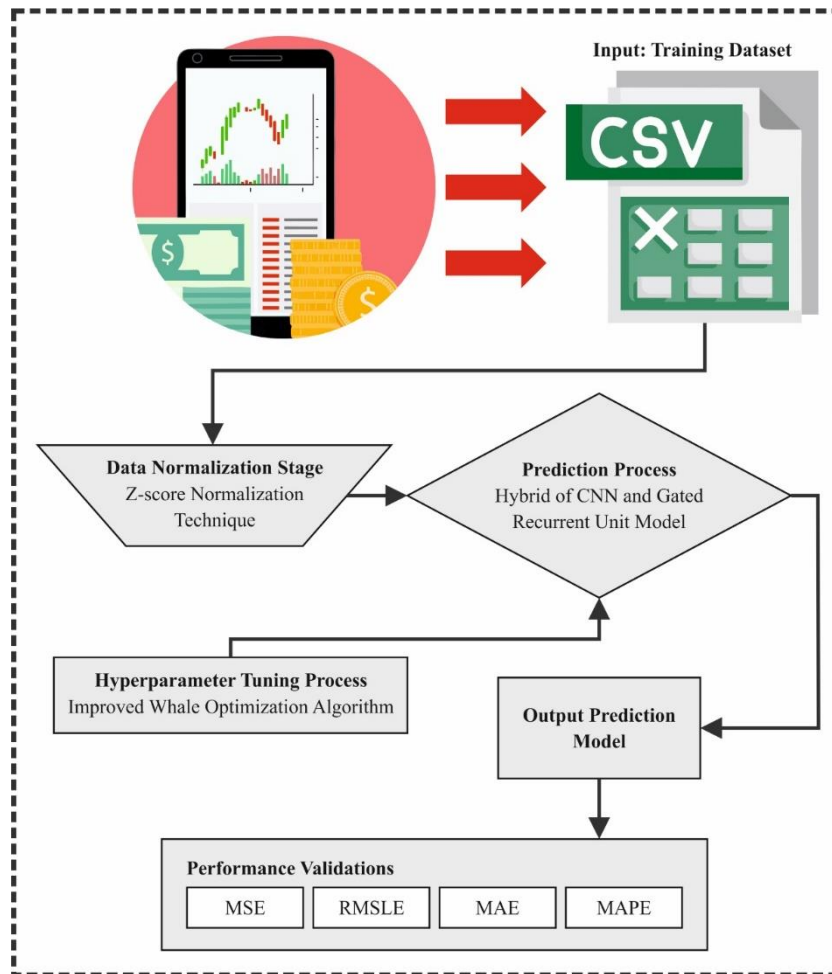 Input: Training Dataset
CSV
$
$
Data Normalization Stage
Z-score Normalization
Technique
Prediction Process
Hybrid of CNN and Gated
Recurrent Unit Model
Hyperparameter Tuning Process
Improved Whale Optimization Algorithm
Output Prediction
Model
Performance Validations
MSE
RMSLE
MAE
MAPE